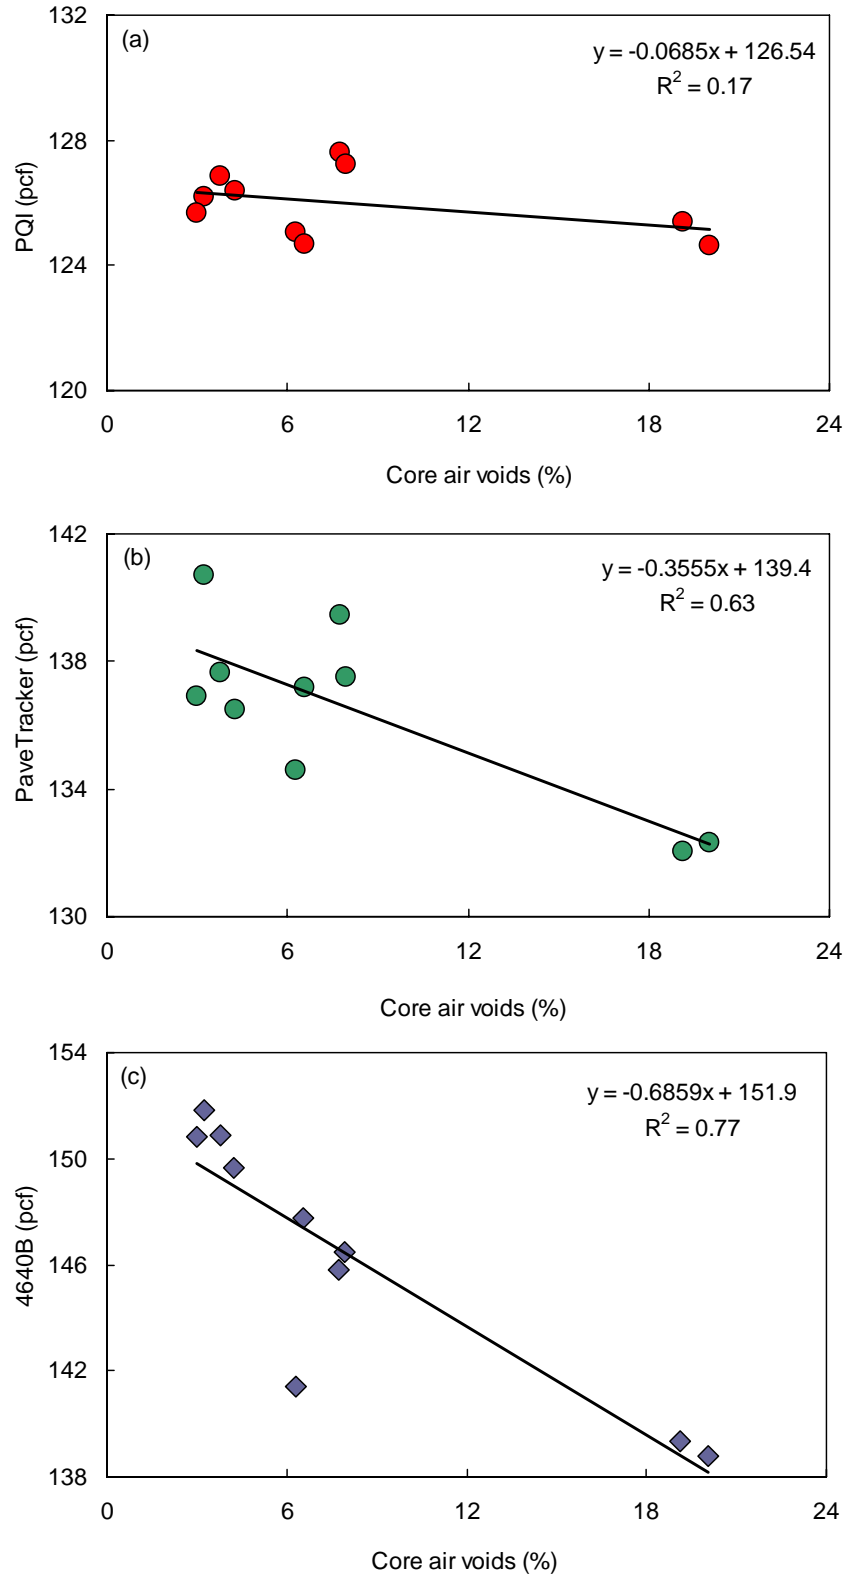 132
(a)
y = -0.0685x + 126.54
R² = 0.17
128
PQI (pcf)
124
120
0 6 12 18 24
Core air voids (%)
142
(b)
y = -0.3555x + 139.4
R² = 0.63
138
PaveTracker (pcf)
134
130
0 6 12 18 24
Core air voids (%)
154
(c)
y = -0.6859x + 151.9
R² = 0.77
150
4640B (pcf)
146
142
138
0 6 12 18 24
Core air voids (%)